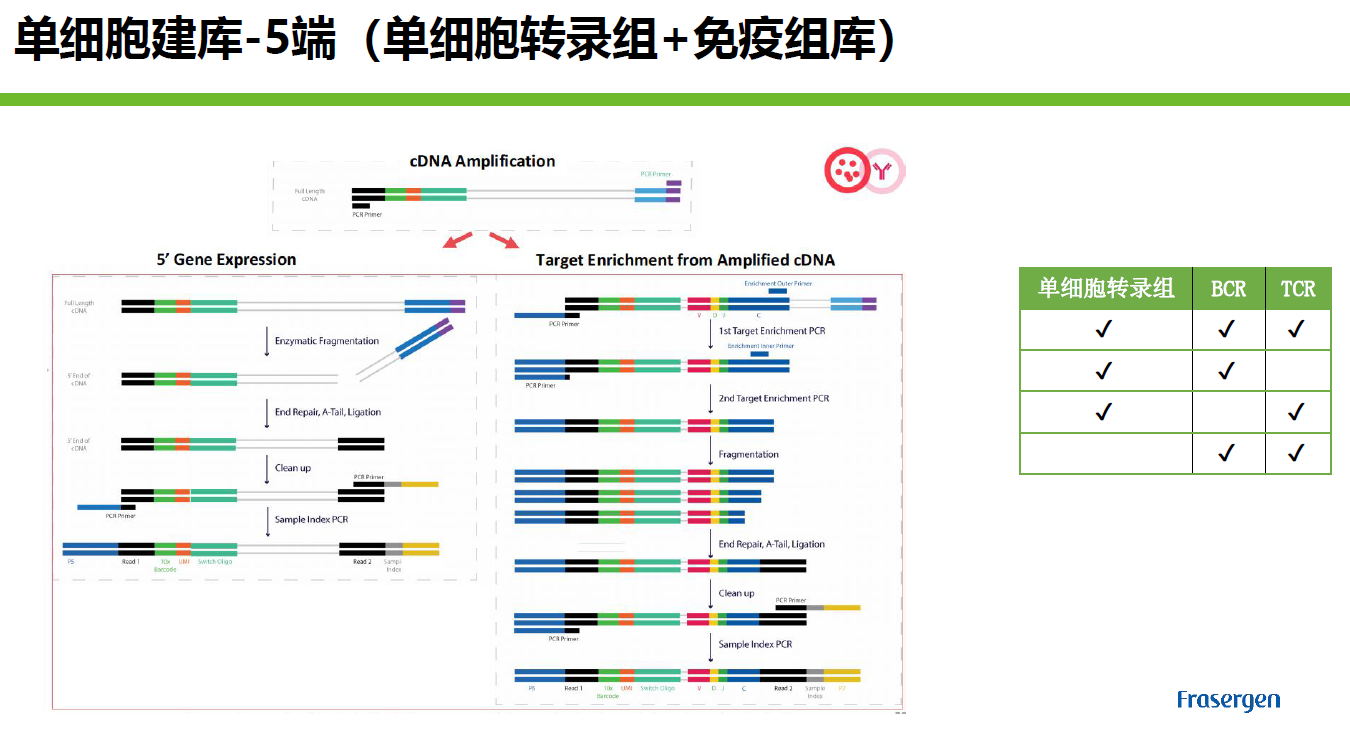 单细胞建库-5端（单细胞转录组+免疫组库）
cDNA Amplification
PCR Primer
Full Length
cDNA
PCR Primer
5’ Gene Expression
Full Length
cDNA
Enzymatic Fragmentation
5' End of
cDNA
End Repair, A-Tail, Ligation
cDNA
Clean up
PCR Primer
PCR Primer
Sample Index PCR
P5
Read 1
10x
Barcode
UMI
Switch Oligo
Read 2
Sampl
Index
Target Enrichment from Amplified cDNA
Enrichment Outer Primer
V D J C
PCR Primer
1st Target Enrichment PCR
Enrichment Inner Primer
PCR Primer
2nd Target Enrichment PCR
Fragmentation
End Repair, A-Tail, Ligation
Clean up
PCR Primer
PCR Primer
Sample Index PCR
P5
Read 1
10x
Barcode
UMI
Switch Oligo
V D J C
Read 2
Sample
Index
P7
单细胞转录组 BCR TCR
✓ ✓ ✓
✓ ✓
✓ ✓
✓ ✓
Frasergen